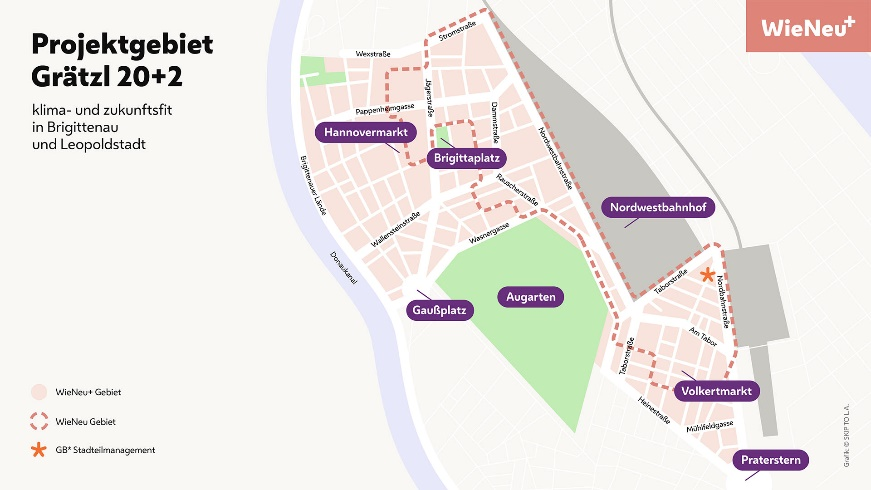 Projektgebiet
Grätzl 20+2
klima- und zukunftsfit
in Brigittenau
und Leopoldstadt
WieNeu+
Wexstraße
Stromstraße
Jägerstraße
Pappenheimgasse
Dammstraße
Hannovermarkt
Brigittaplatz
Nordwestbahnstraße
Brigittenauer Lände
Rauscherstraße
Nordwestbahnhof
Wallensteinstraße
Wasnergasse
Donaukanal
Taborstraße
Nordbahnstraße
Augarten
Gaußplatz
Am Tabor
Taborstraße
Volkertmarkt
Heinestraße
Mühlfeldgasse
Praterstern
WieNeu+ Gebiet
WieNeu Gebiet
GB* Stadtteilmanagement
Grafik: © SKIP TO L.A.